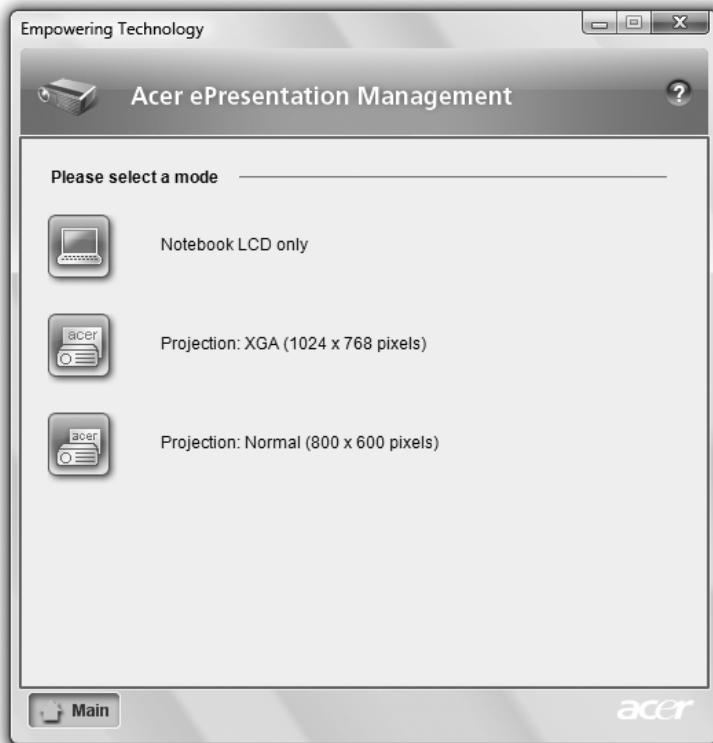 Empowering Technology
Acer ePresentation Management
?
Please select a mode
Notebook LCD only
acer
Projection: XGA (1024 x 768 pixels)
acer
Projection: Normal (800 x 600 pixels)
Main
acer